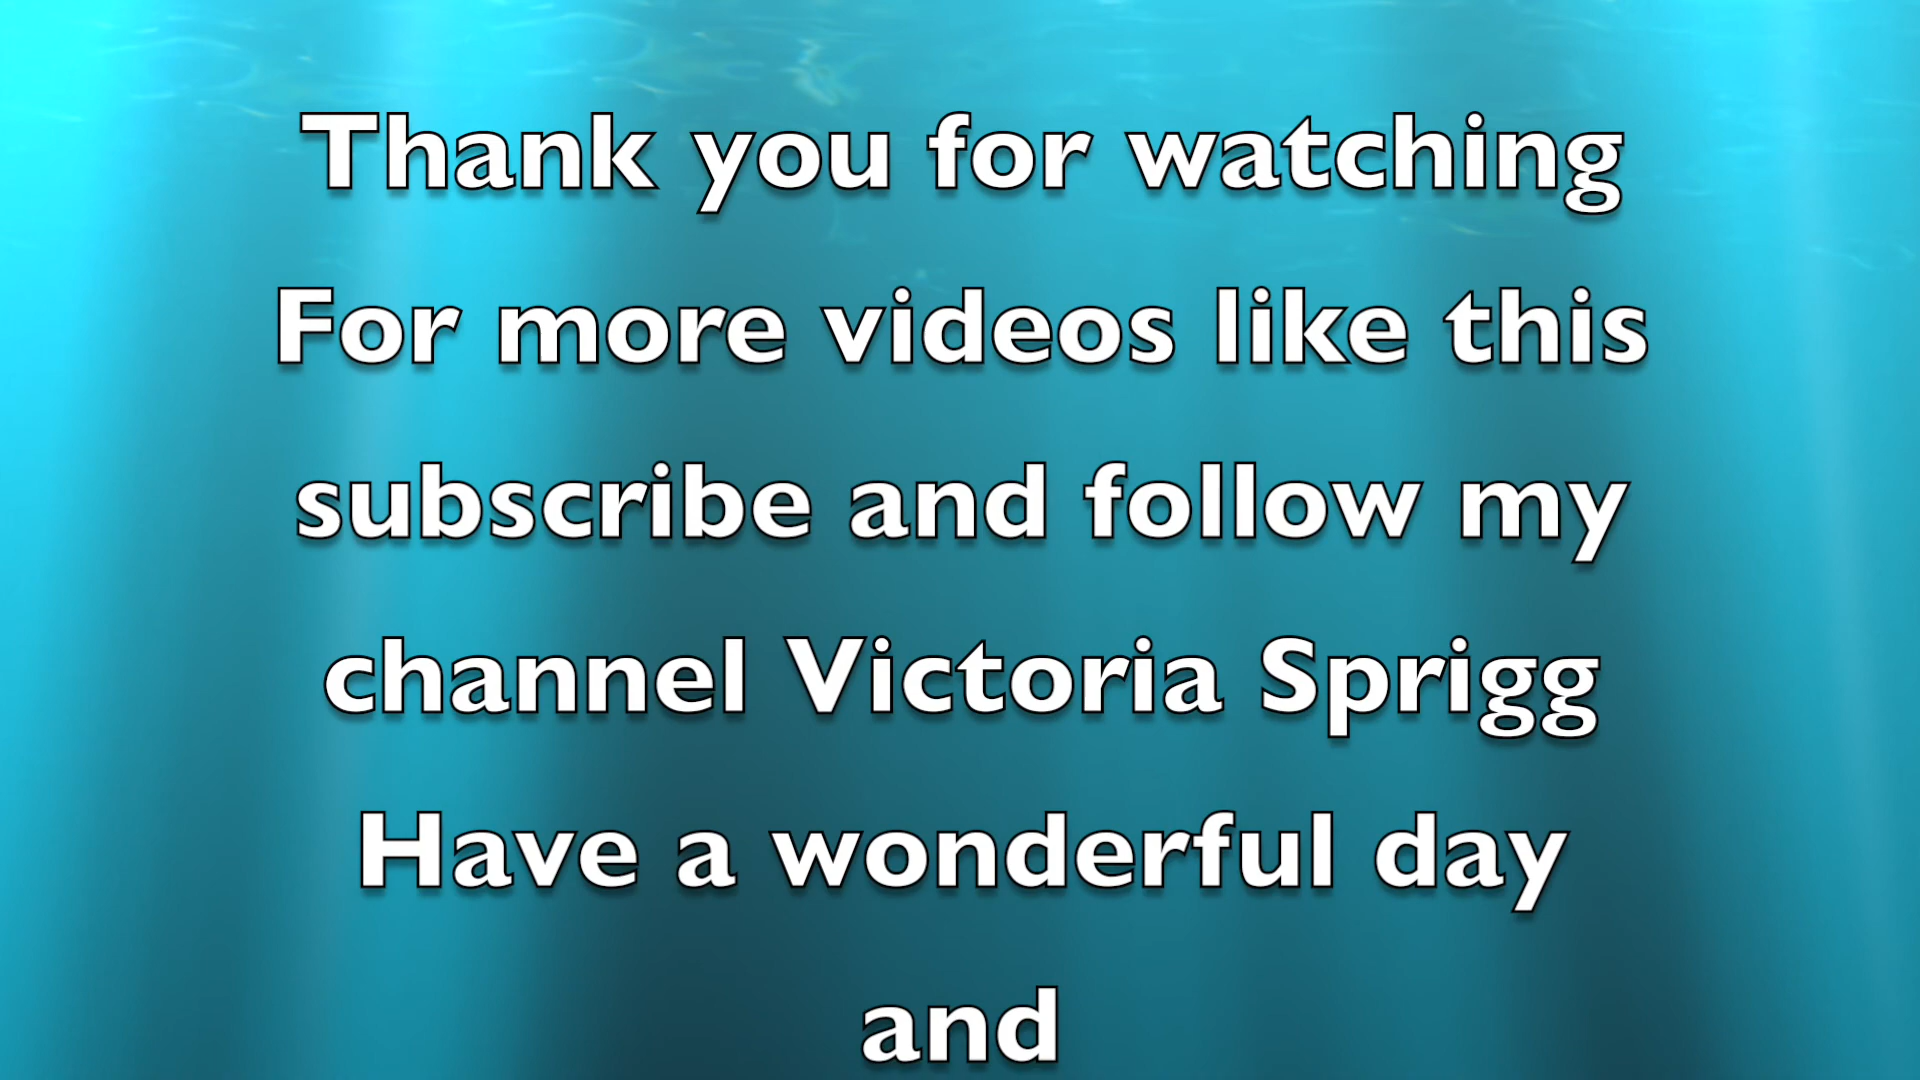 Thank you for watching
For more videos like this
subscribe and follow my
channel Victoria Sprigg
Have a wonderful day
and